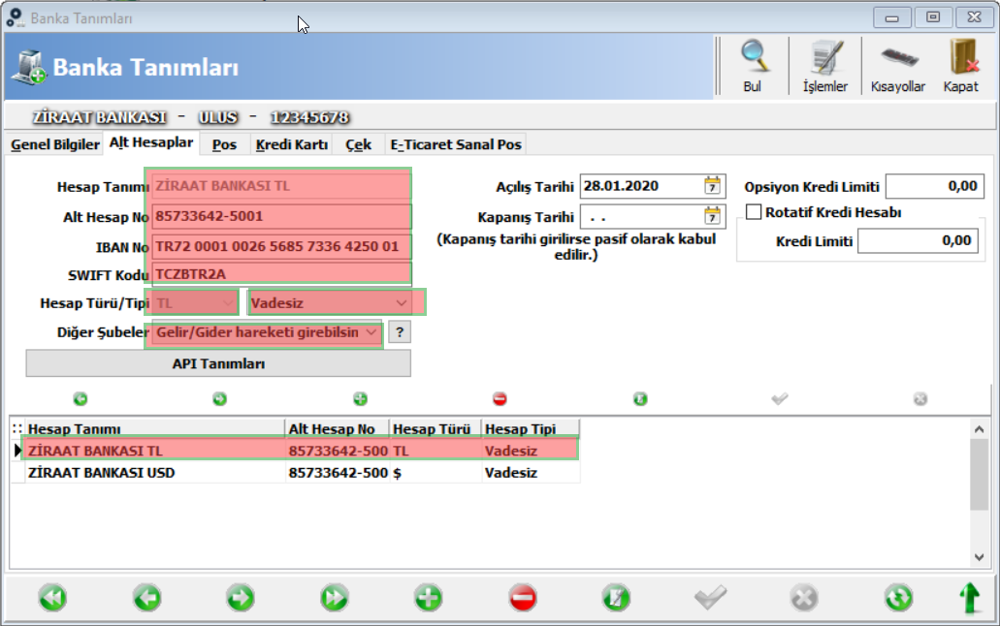 Banka Tanımları
Banka Tanımları
Bul
İşlemler
Kısayollar
Kapat
ZİRAAT BANKASI - ULUS - 12345678
Genel Bilgiler Alt Hesaplar Pos Kredi Kartı Çek E-Ticaret Sanal Pos
Hesap Tanımı ZİRAAT BANKASI TL
Alt Hesap No 85733642-5001
IBAN No TR72 0001 0026 5685 7336 4250 01
SWIFT Kodu TCZBTR2A
Hesap Türü/Tipi TL Vadesiz
Diğer Şubeler Gelir/Gider hareketi girebilsin ?
API Tanımları
Açılış Tarihi 28.01.2020 7
Kapanış Tarihi . . 7
(Kapanış tarihi girilirse pasif olarak kabul
edilir.)
Opsiyon Kredi Limiti 0,00
Rotatif Kredi Hesabı
Kredi Limiti 0,00
Hesap Tanımı Alt Hesap No Hesap Türü Hesap Tipi
ZİRAAT BANKASI TL 85733642-500 TL Vadesiz
ZİRAAT BANKASI USD 85733642-500 $ Vadesiz